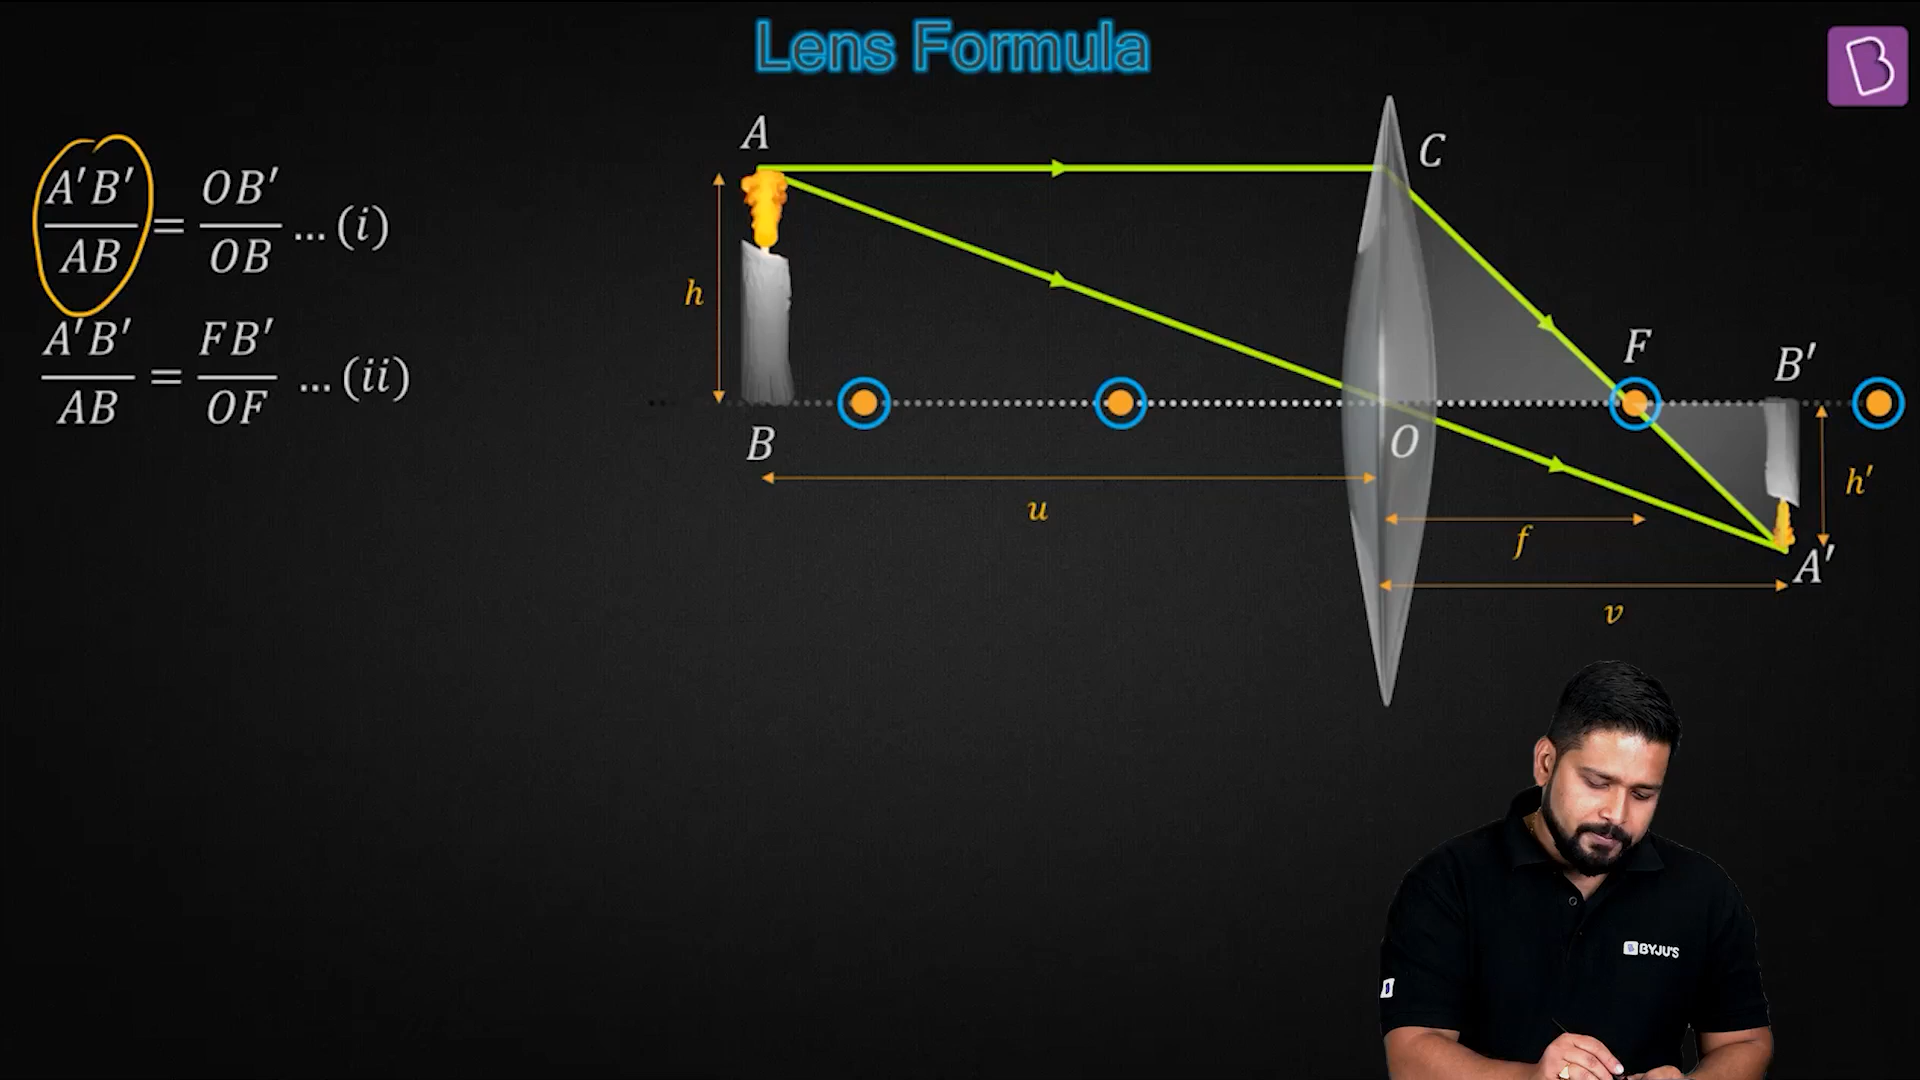 Lens Formula
A'B'/AB = OB'/OB ... (i)
A'B'/AB = FB'/OF ... (ii)
A
C
h
F
B'
B
O
h'
u
f
A'
v
BYJU'S